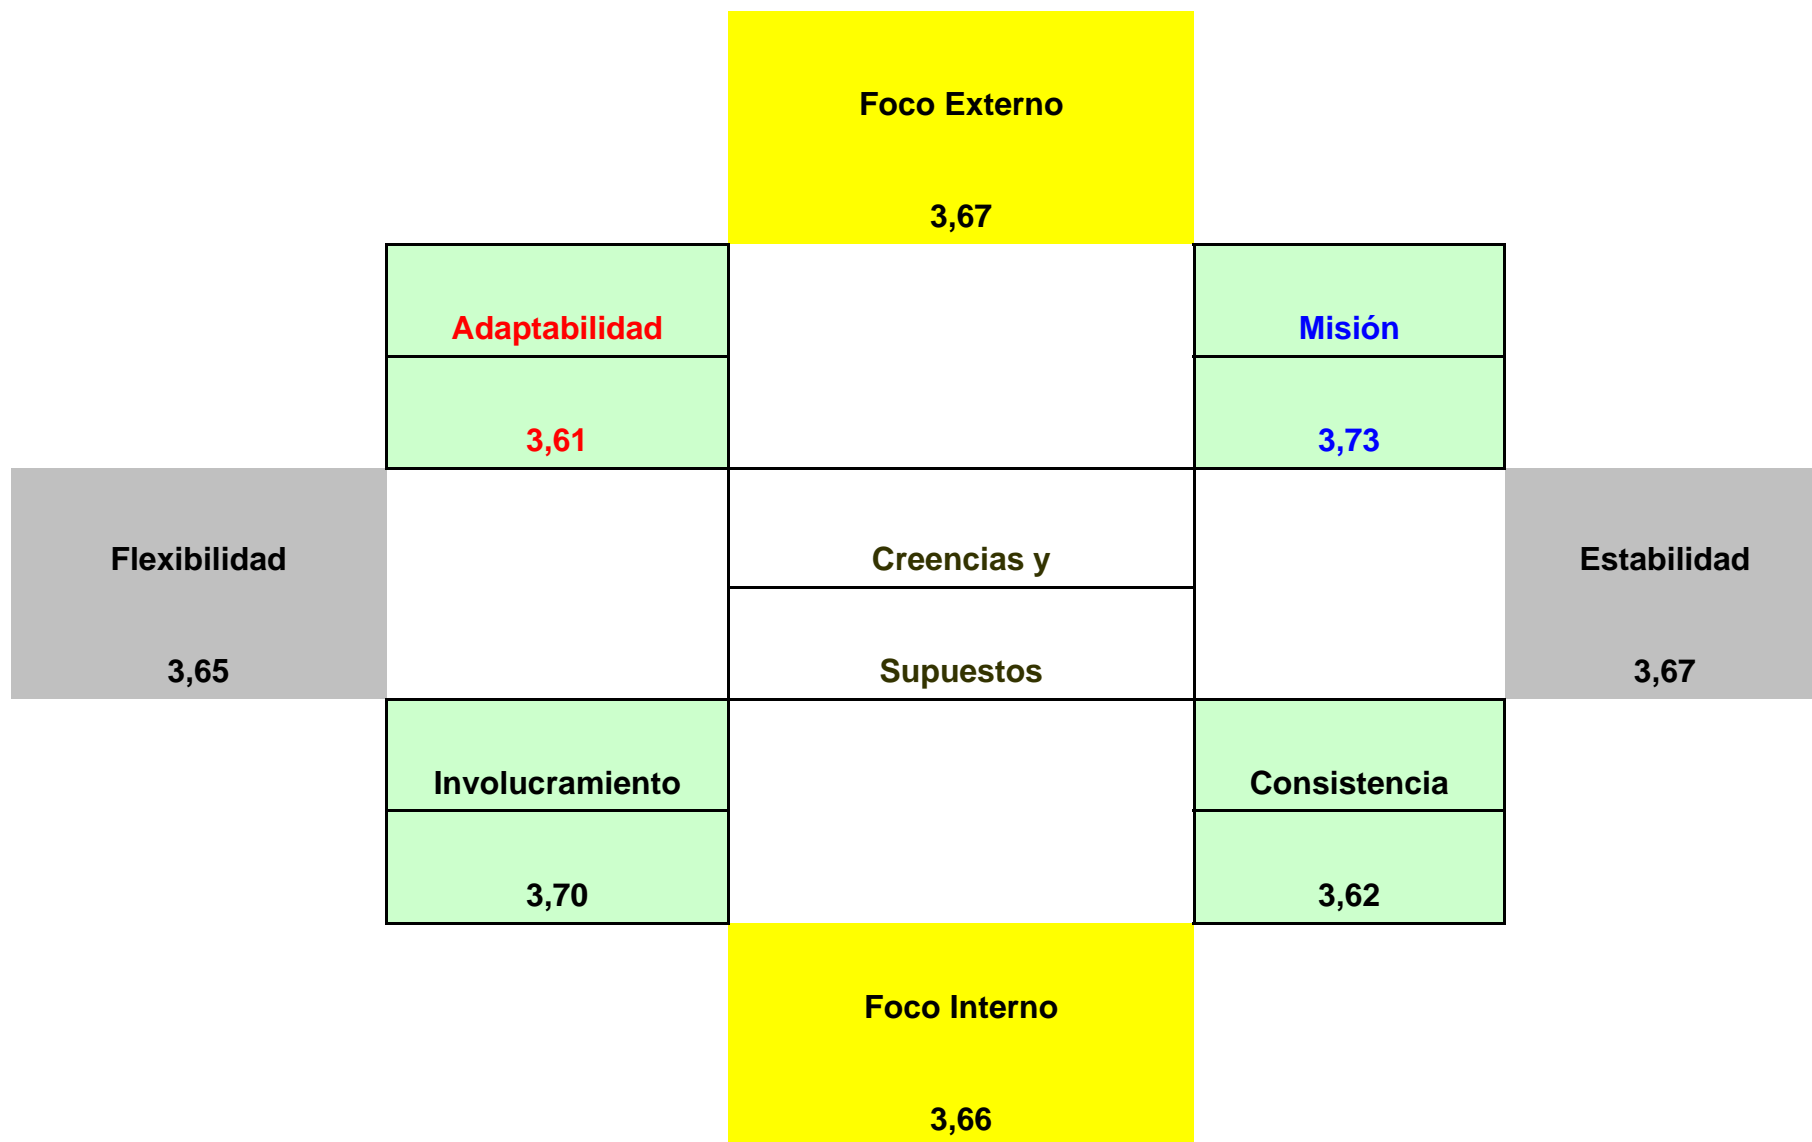 Foco Externo
3,67
Adaptabilidad
Misión
3,61
3,73
Flexibilidad
Creencias y
Estabilidad
3,65
Supuestos
3,67
Involucramiento
Consistencia
3,70
3,62
Foco Interno
3,66